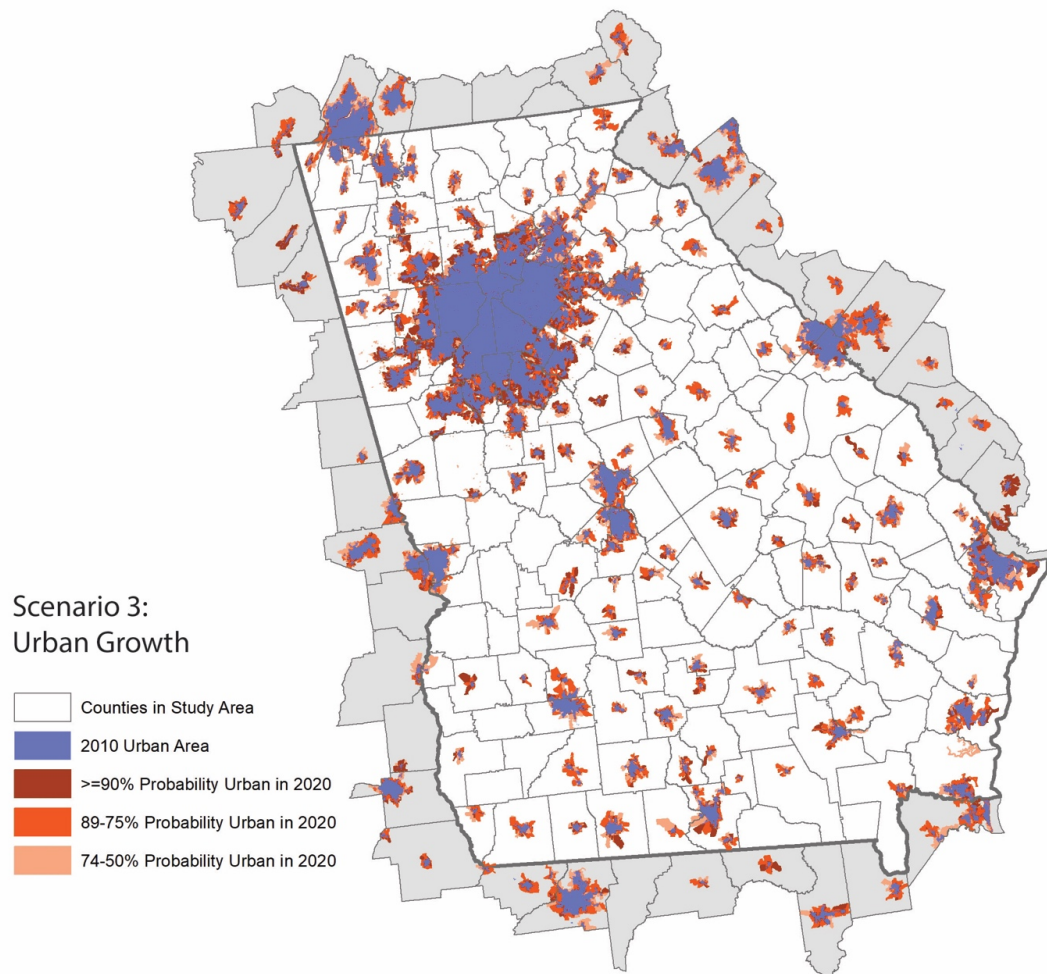 Scenario 3:
Urban Growth
Counties in Study Area
2010 Urban Area
>=90% Probability Urban in 2020
89-75% Probability Urban in 2020
74-50% Probability Urban in 2020